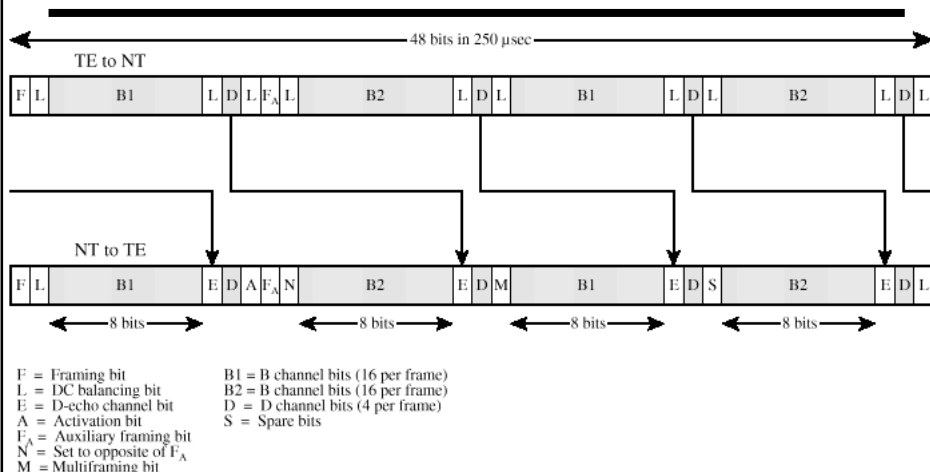 48 bits in 250 μsec
TE to NT
F L B1 L D L FA L B2 L D L B1 L D L B2 L D L
NT to TE
F L B1 E D A FA N B2 E D M B1 E D S B2 E D L
8 bits 8 bits 8 bits 8 bits
F = Framing bit B1 = B channel bits (16 per frame)
L = DC balancing bit B2 = B channel bits (16 per frame)
E = D-echo channel bit D = D channel bits (4 per frame)
A = Activation bit S = Spare bits
FA = Auxiliary framing bit
N = Set to opposite of FA
M = Multiframing bit